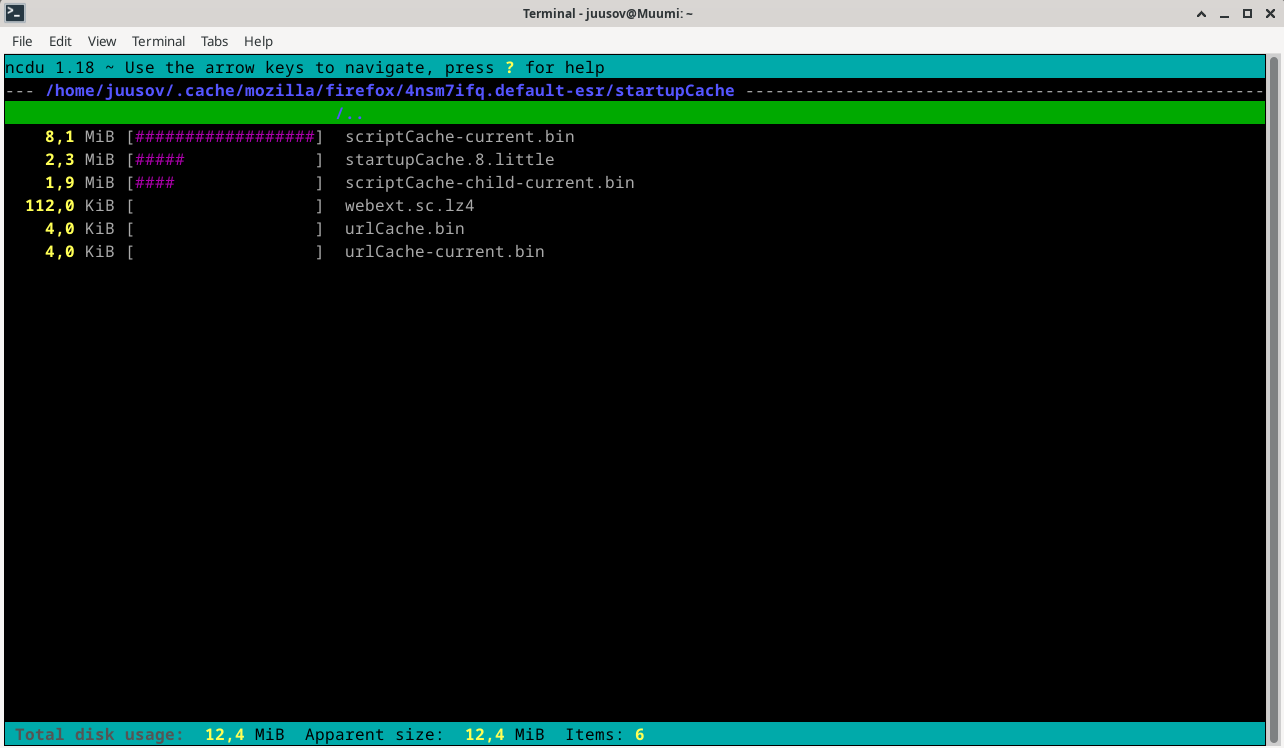 Terminal - juusov@Muumi: ~
File Edit View Terminal Tabs Help
ncdu 1.18 ~ Use the arrow keys to navigate, press ? for help
--- /home/juusov/.cache/mozilla/firefox/4nsm7ifq.default-esr/startupCache ----------------------------------------------------
/..
8,1 MiB [##################] scriptCache-current.bin
2,3 MiB [#####             ] startupCache.8.little
1,9 MiB [####              ] scriptCache-child-current.bin
112,0 KiB [                  ] webext.sc.lz4
4,0 KiB [                  ] urlCache.bin
4,0 KiB [                  ] urlCache-current.bin
Total disk usage: 12,4 MiB Apparent size: 12,4 MiB Items: 6